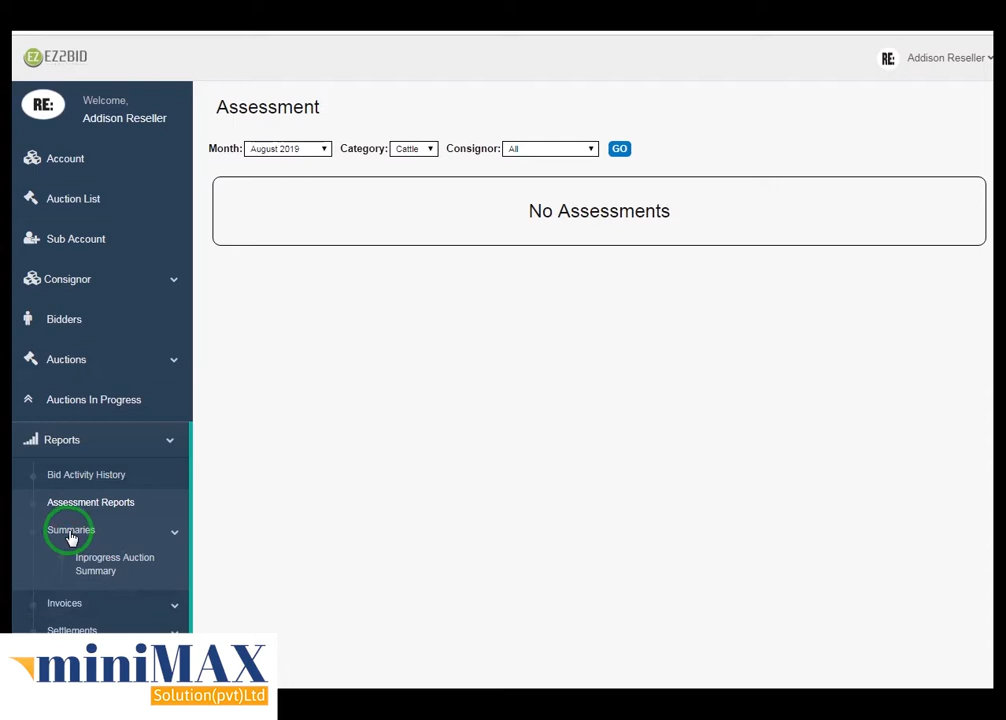 EZ EZ2BID
RE: Addison Reseller
RE: Welcome,
Addison Reseller
Assessment
Month: August 2019 Category: Cattle Consignor: All GO
No Assessments
Account
Auction List
Sub Account
Consignor
Bidders
Auctions
Auctions In Progress
Reports
Bid Activity History
Assessment Reports
Summaries
Inprogress Auction
Summary
Invoices
Settlements
miniMAX
Solution(pvt)Ltd